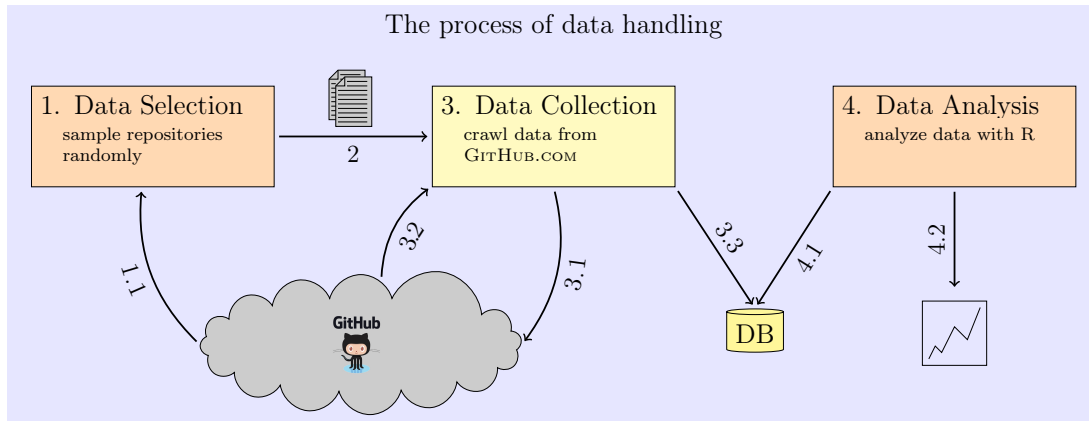 The process of data handling
1. Data Selection
sample repositories
randomly
2
3. Data Collection
crawl data from
GITHUB.COM
4. Data Analysis
analyze data with R
1.1
3.2
3.1
3.3
4.1
4.2
GitHub
DB